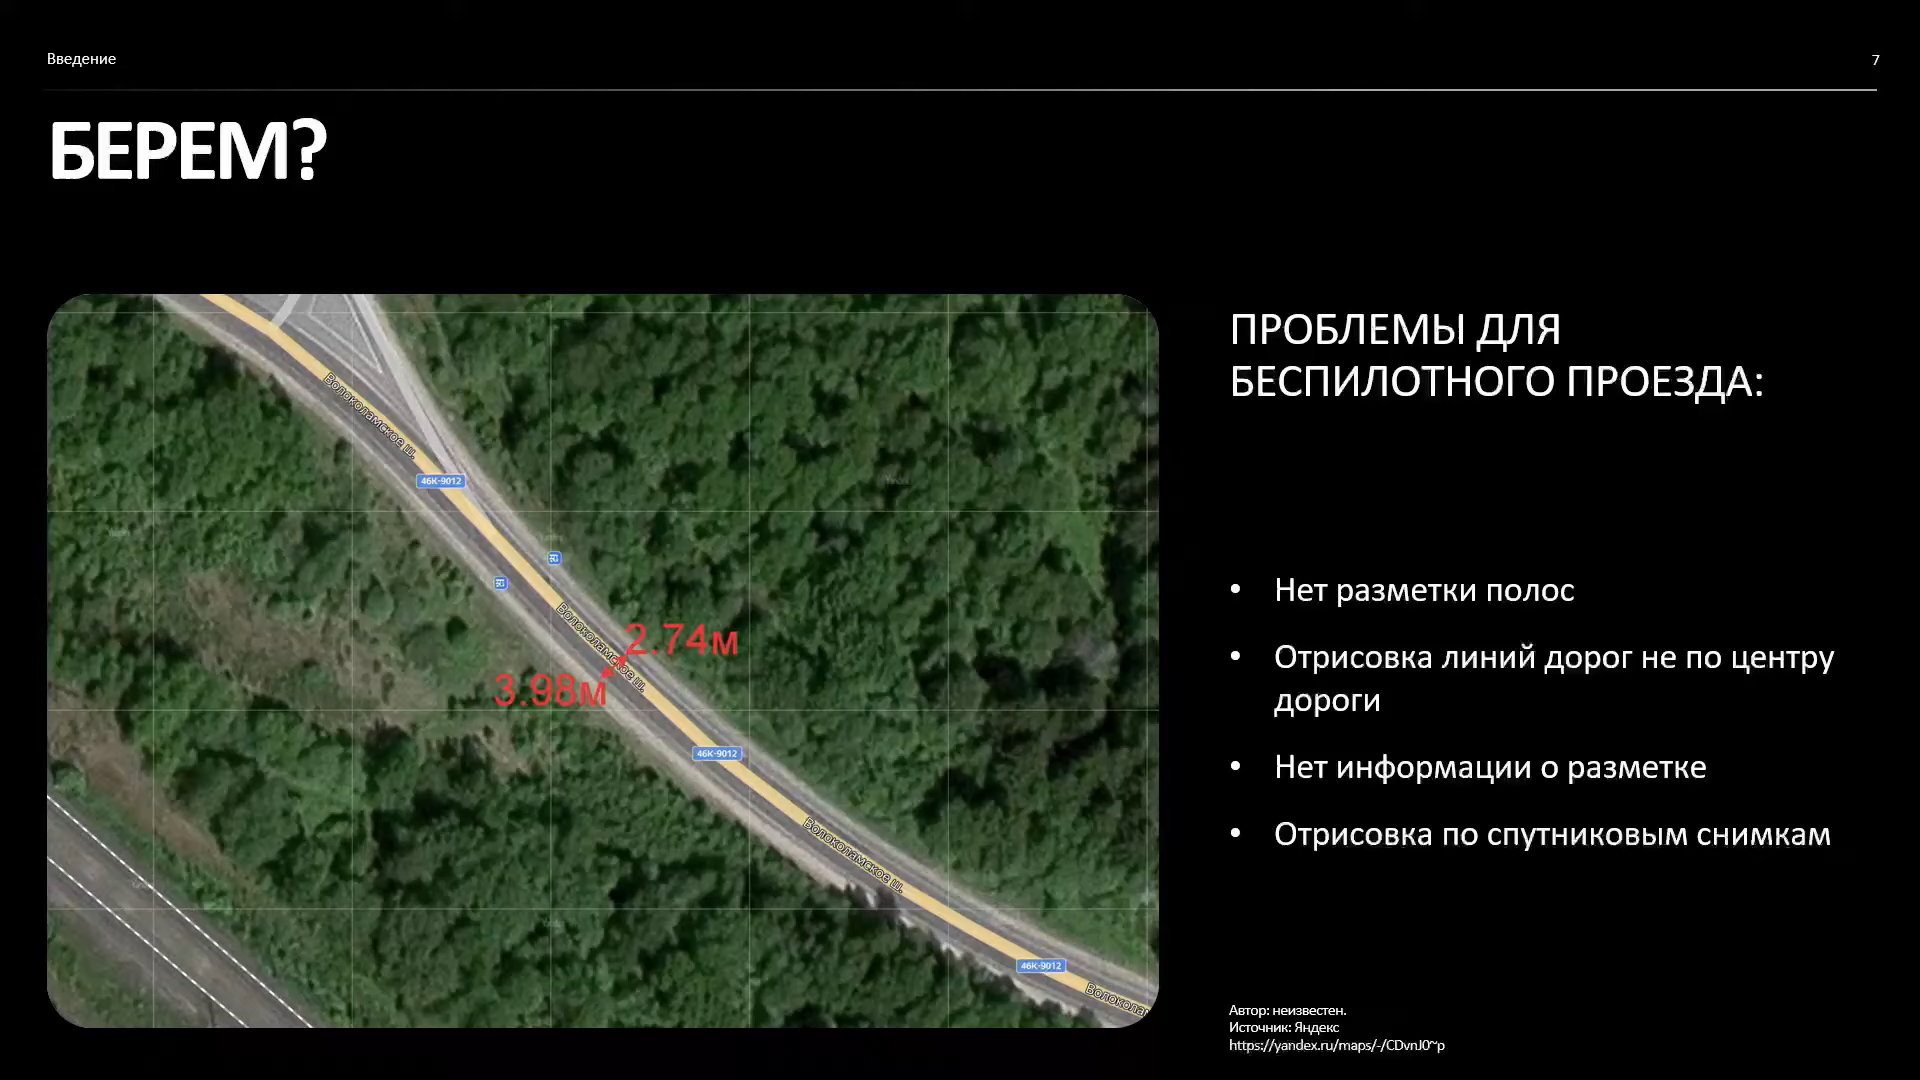 Введение
7
БЕРЕМ?
ПРОБЛЕМЫ ДЛЯ
БЕСПИЛОТНОГО ПРОЕЗДА:
Волоколамское ш.
46К-9012
Волоколамское ш.
2.74м
3.98м
46К-9012
Волоколамское ш.
46К-9012
Волокола
• Нет разметки полос
• Отрисовка линий дорог не по центру
дороги
• Нет информации о разметке
• Отрисовка по спутниковым снимкам
Автор: неизвестен.
Источник: Яндекс
https://yandex.ru/maps/-/CDvnJ0~p